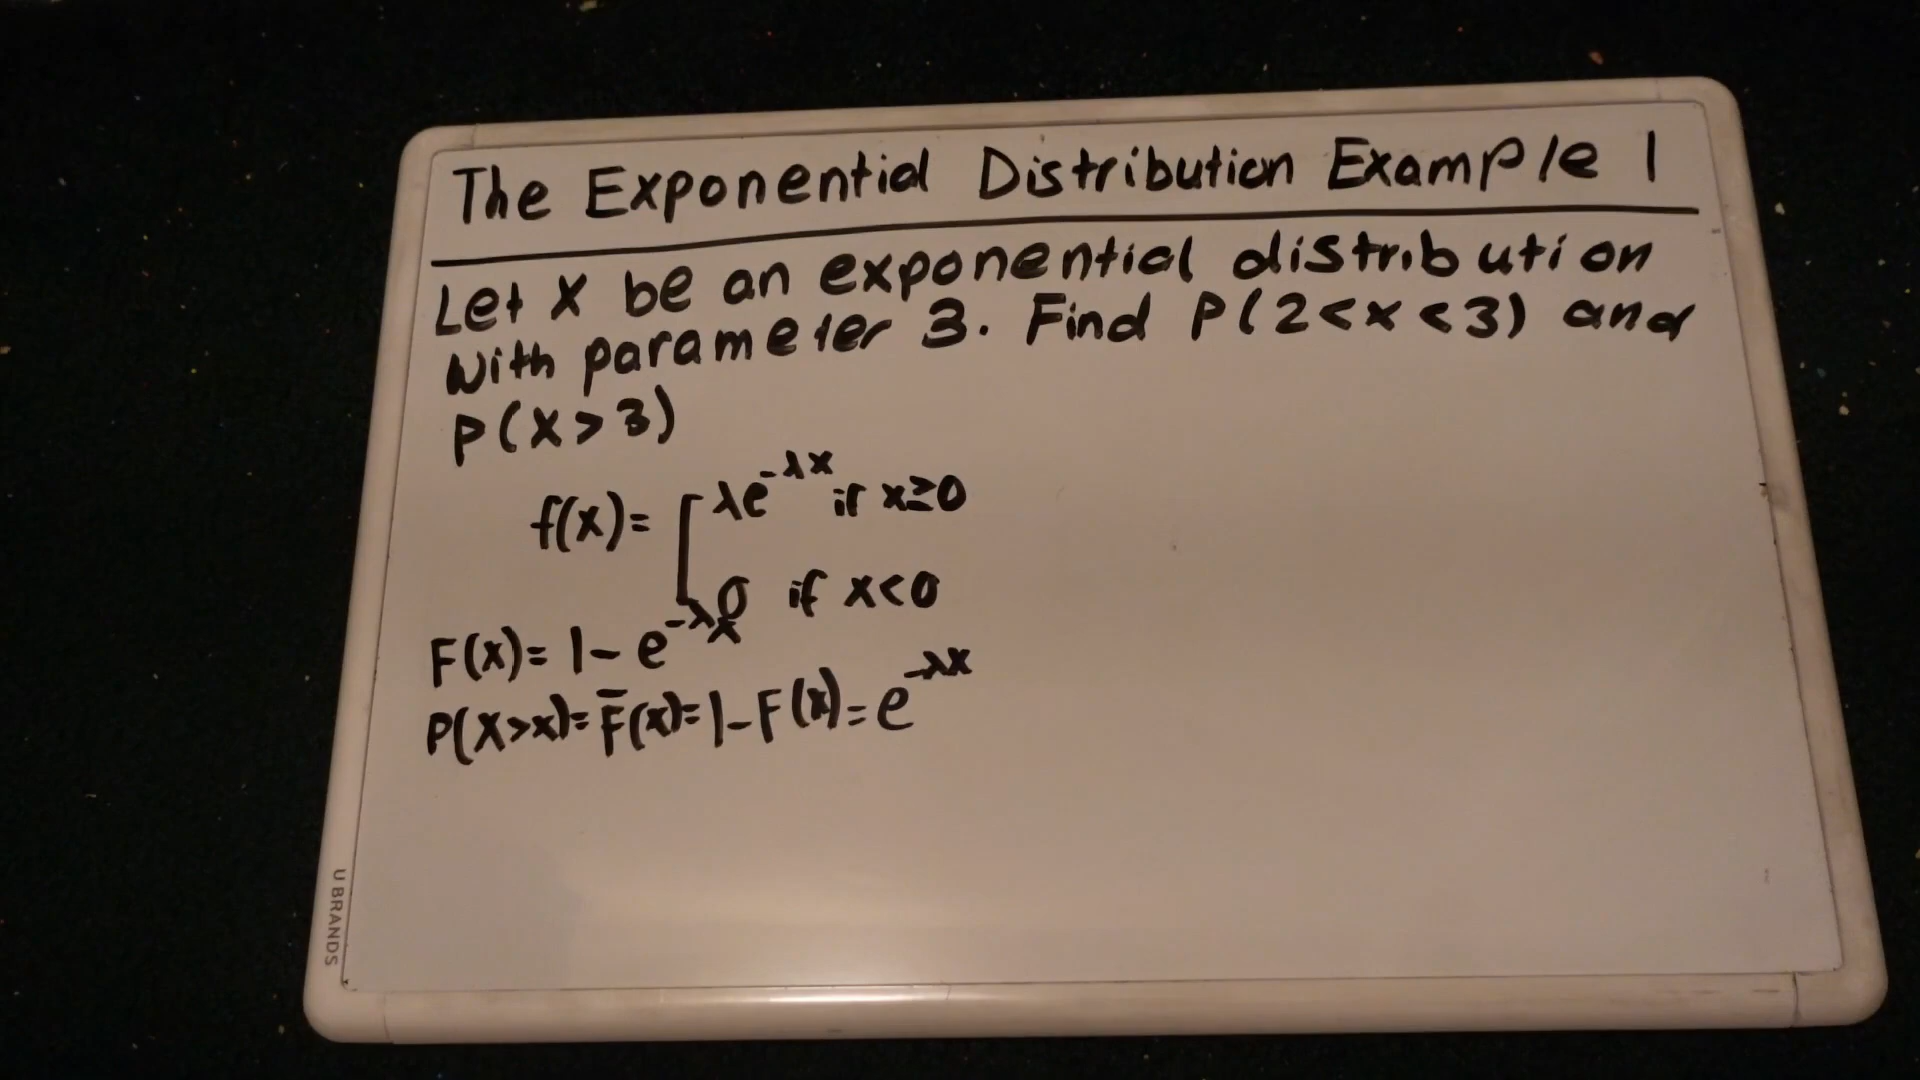 The Exponential Distribution Example 1
Let X be an exponential distribution
with parameter 3. Find P(2<x<3) and
P(X>3)
f(x)= [ λe^-λx if x≥0
0 if x<0
F(x)= 1- e^-λx
P(X>x)= F̄(x)= 1-F(x)= e^-λx
U BRANDS